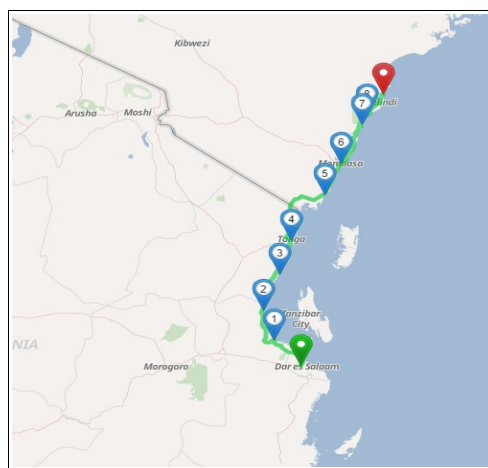 Kibwezi
Arusha
Moshi
8
7
6
Mombasa
5
4
Tanga
3
2
1
Zanzibar
City
NIA
Morogoro
Dar es Salaam